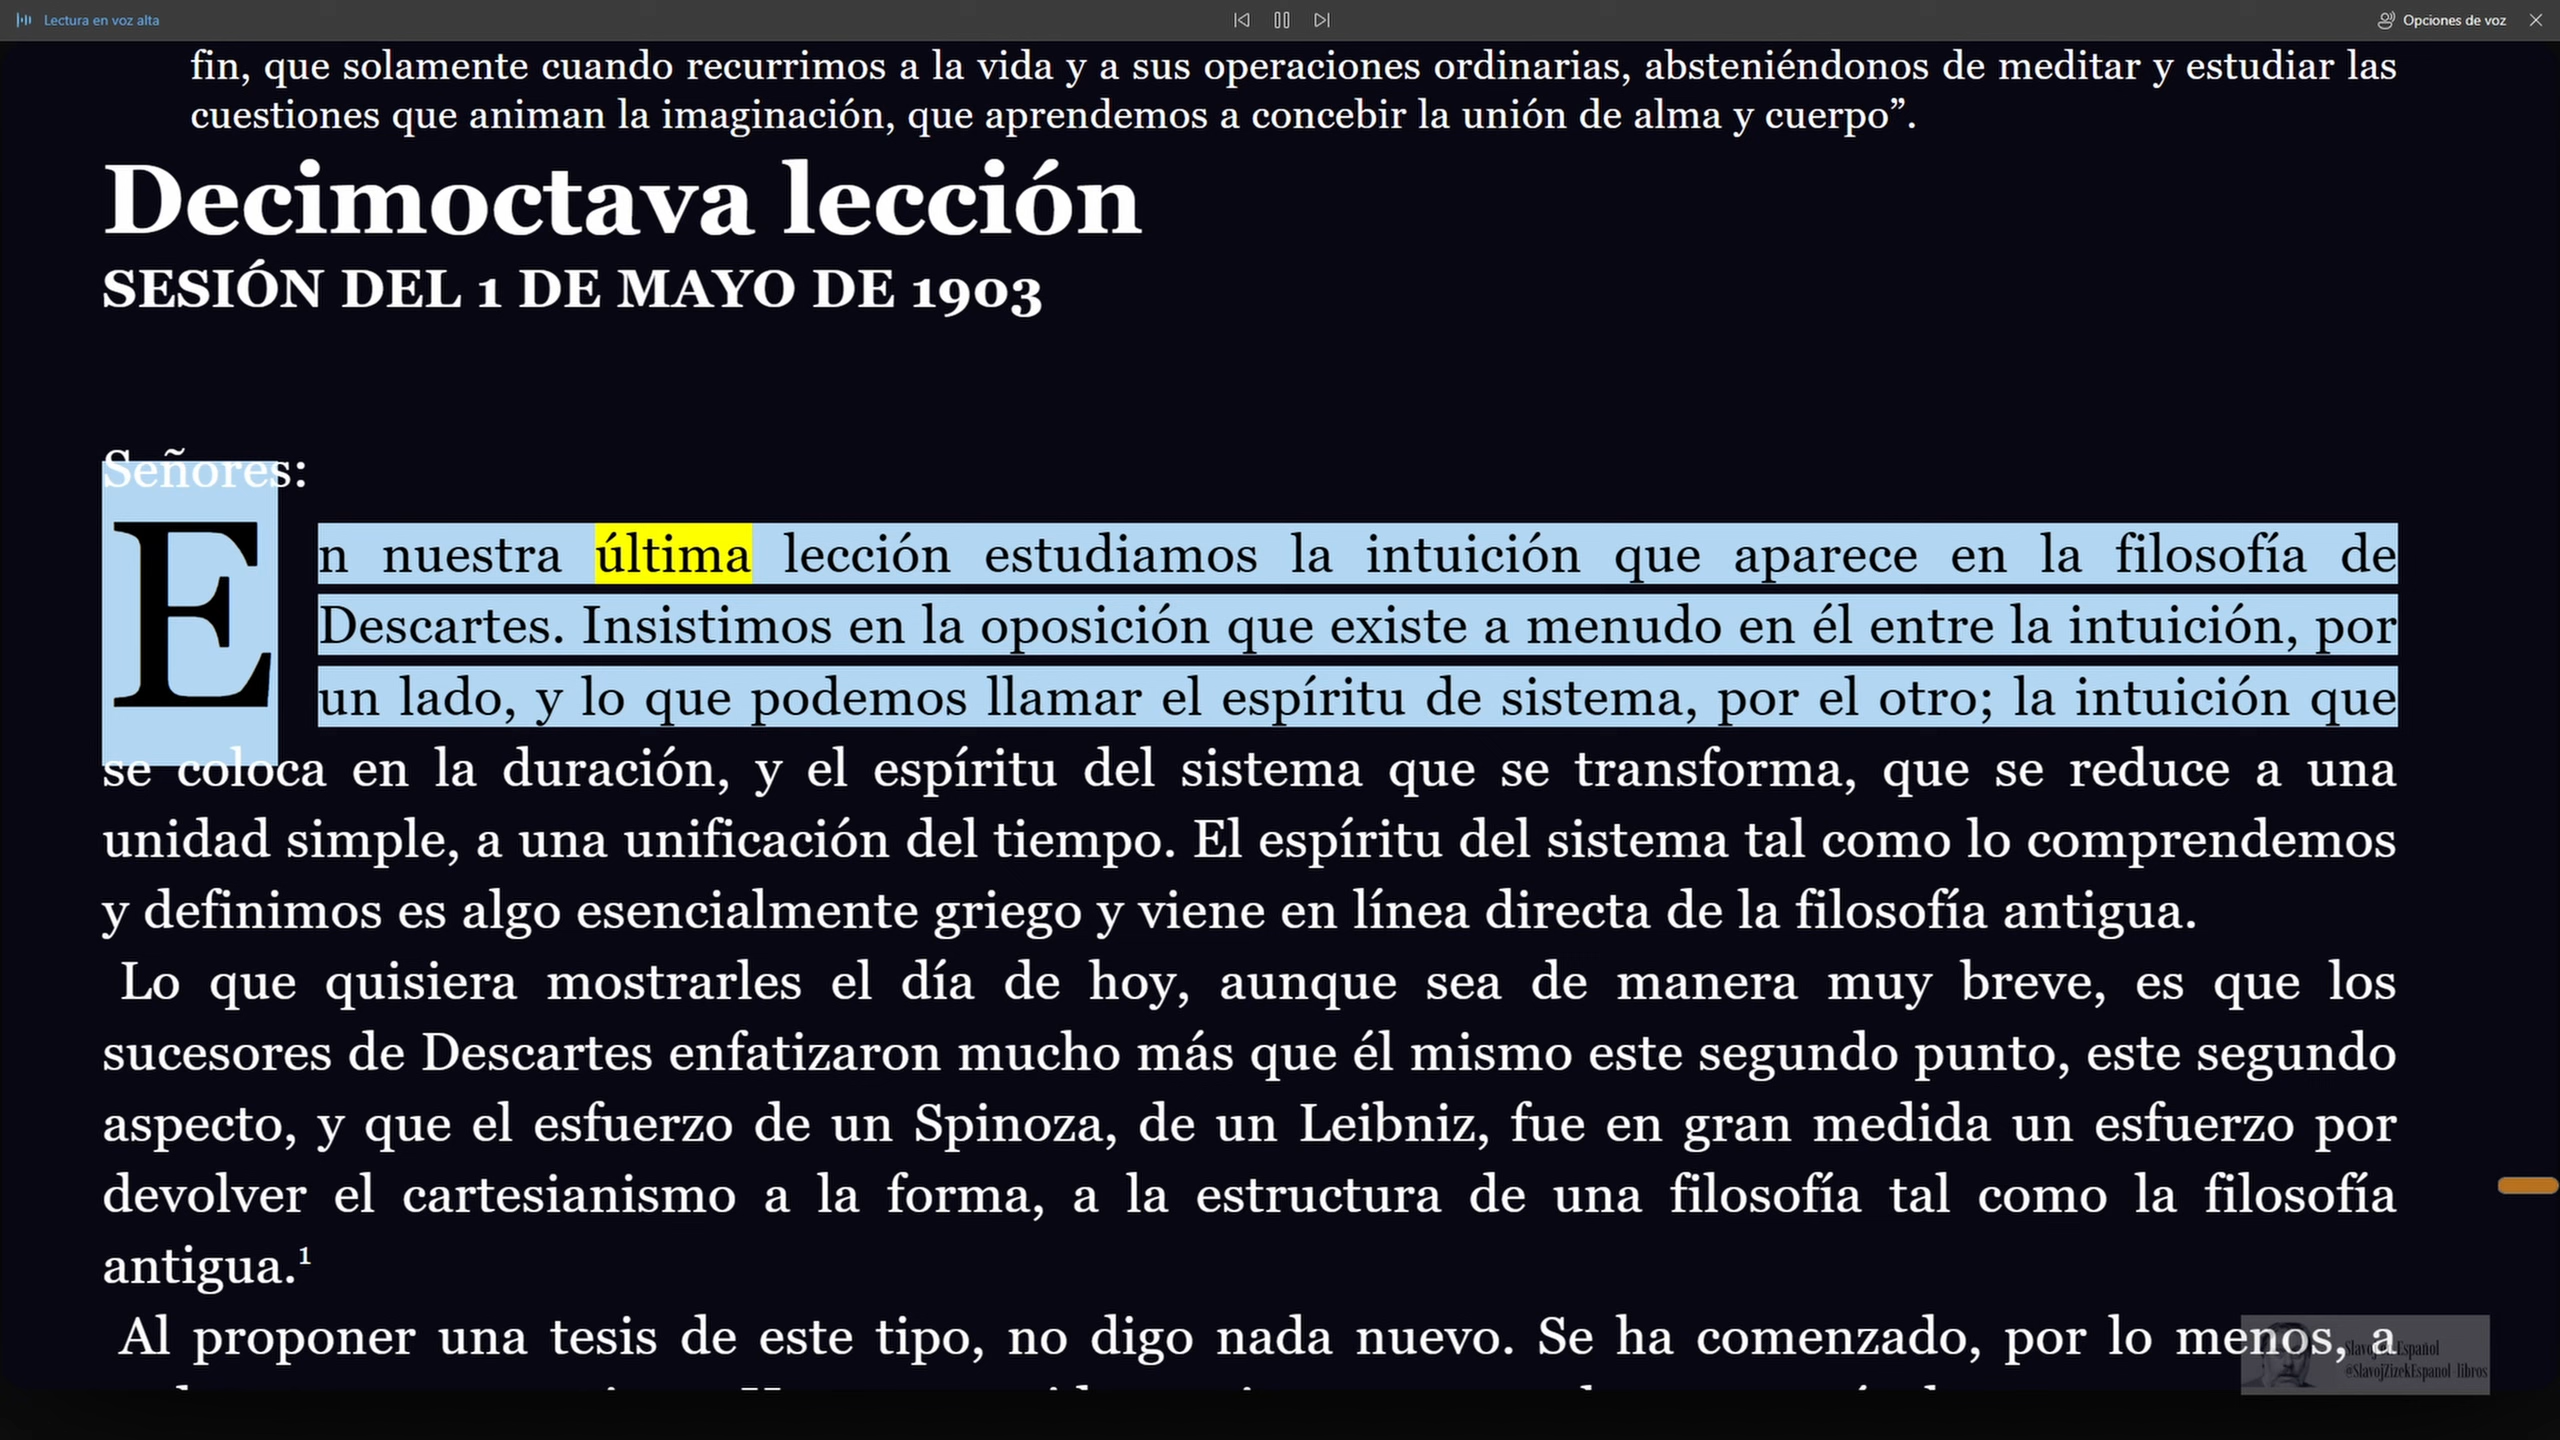 Lectura en voz alta
Opciones de voz
fin, que solamente cuando recurrimos a la vida y a sus operaciones ordinarias, absteniéndonos de meditar y estudiar las
cuestiones que animan la imaginación, que aprendemos a concebir la unión de alma y cuerpo”.
Decimoctava lección
SESIÓN DEL 1 DE MAYO DE 1903
Señores:
En nuestra última lección estudiamos la intuición que aparece en la filosofía de
Descartes. Insistimos en la oposición que existe a menudo en él entre la intuición, por
un lado, y lo que podemos llamar el espíritu de sistema, por el otro; la intuición que
se coloca en la duración, y el espíritu del sistema que se transforma, que se reduce a una
unidad simple, a una unificación del tiempo. El espíritu del sistema tal como lo comprendemos
y definimos es algo esencialmente griego y viene en línea directa de la filosofía antigua.
Lo que quisiera mostrarles el día de hoy, aunque sea de manera muy breve, es que los
sucesores de Descartes enfatizaron mucho más que él mismo este segundo punto, este segundo
aspecto, y que el esfuerzo de un Spinoza, de un Leibniz, fue en gran medida un esfuerzo por
devolver el cartesianismo a la forma, a la estructura de una filosofía tal como la filosofía
antigua.¹
Al proponer una tesis de este tipo, no digo nada nuevo. Se ha comenzado, por lo menos, a
Español
@SlavojZizekEspanol-libros